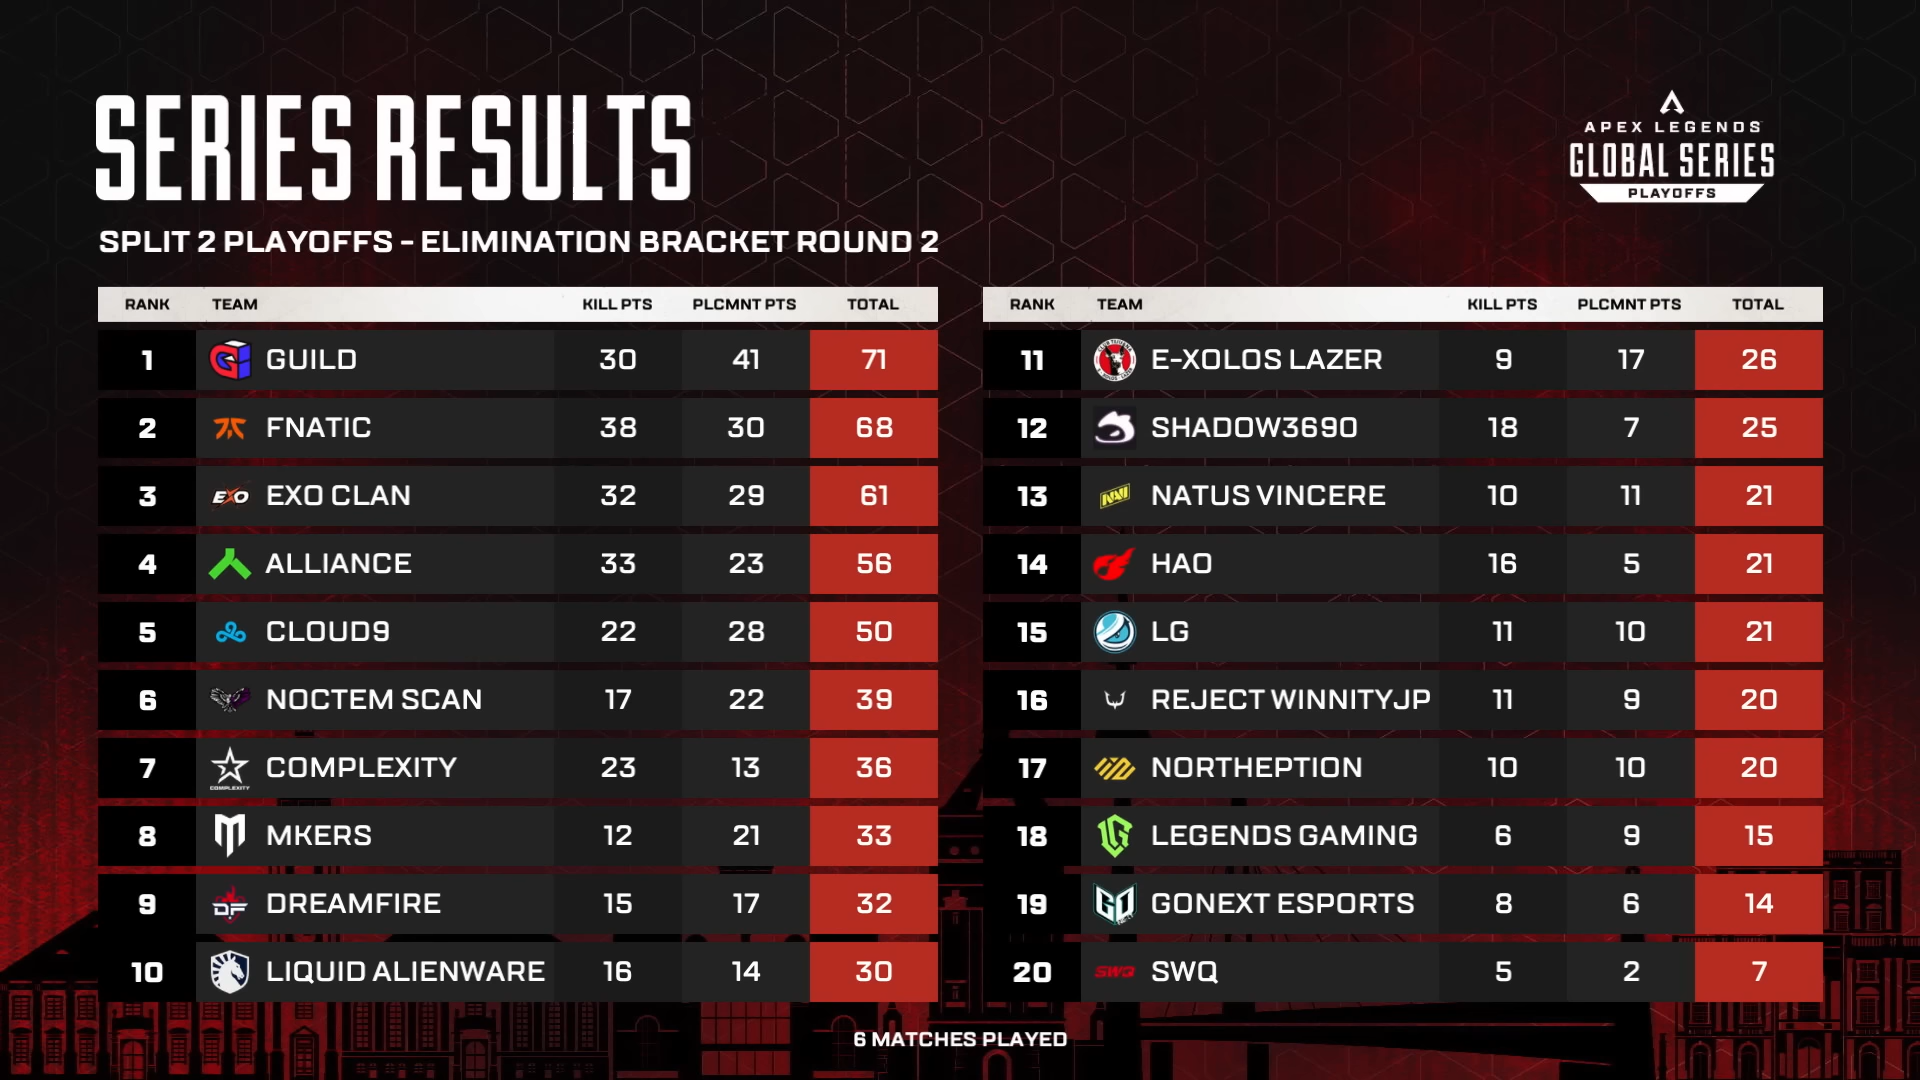 SERIES RESULTS
SPLIT 2 PLAYOFFS - ELIMINATION BRACKET ROUND 2
APEX LEGENDS
GLOBAL SERIES
PLAYOFFS
RANK TEAM KILL PTS PLCMNT PTS TOTAL
1 GUILD 30 41 71
2 FNATIC 38 30 68
3 EXO EXO CLAN 32 29 61
4 ALLIANCE 33 23 56
5 CLOUD9 22 28 50
6 NOCTEM SCAN 17 22 39
7 COMPLEXITY COMPLEXITY 23 13 36
8 MKERS 12 21 33
9 DF DREAMFIRE 15 17 32
10 LIQUID ALIENWARE 16 14 30
RANK TEAM KILL PTS PLCMNT PTS TOTAL
11 E-XOLOS LAZER 9 17 26
12 SHADOW3690 18 7 25
13 NAVI NATUS VINCERE 10 11 21
14 HAO 16 5 21
15 LG 11 10 21
16 REJECT WINNITYJP 11 9 20
17 NORTHEPTION 10 10 20
18 LEGENDS GAMING 6 9 15
19 GONEXT ESPORTS 8 6 14
20 SWQ SWQ 5 2 7
6 MATCHES PLAYED